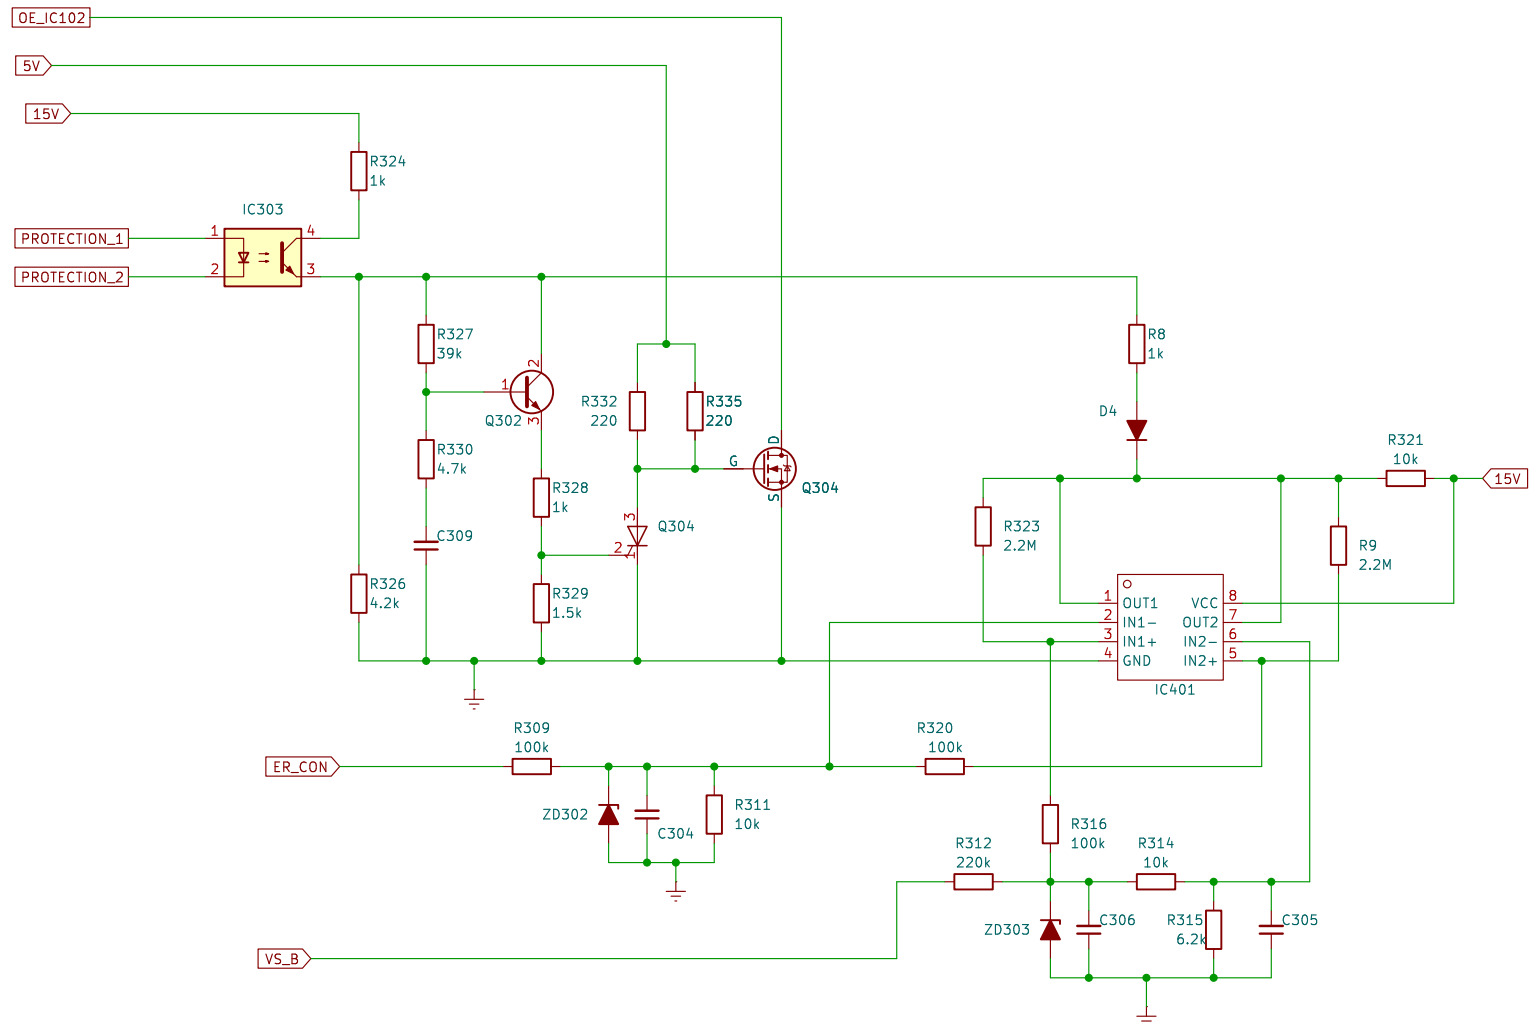 OE_IC102
5V
15V
R324
1k
IC303
PROTECTION_1
1
4
PROTECTION_2
2
3
R327
39k
2
1
Q302
3
R330
4.7k
R328
1k
C309
R326
4.2k
R329
1.5k
R332
220
R335
220
G
D
S
Q304
3
Q304
2
1
R8
1k
D4
R321
10k
15V
R323
2.2M
R9
2.2M
1 OUT1 VCC 8
2 IN1- OUT2 7
3 IN1+ IN2- 6
4 GND IN2+ 5
IC401
R309
100k
R320
100k
ER_CON
ZD302
C304
R311
10k
R316
100k
R312
220k
R314
10k
ZD303
C306
R315
6.2k
C305
VS_B